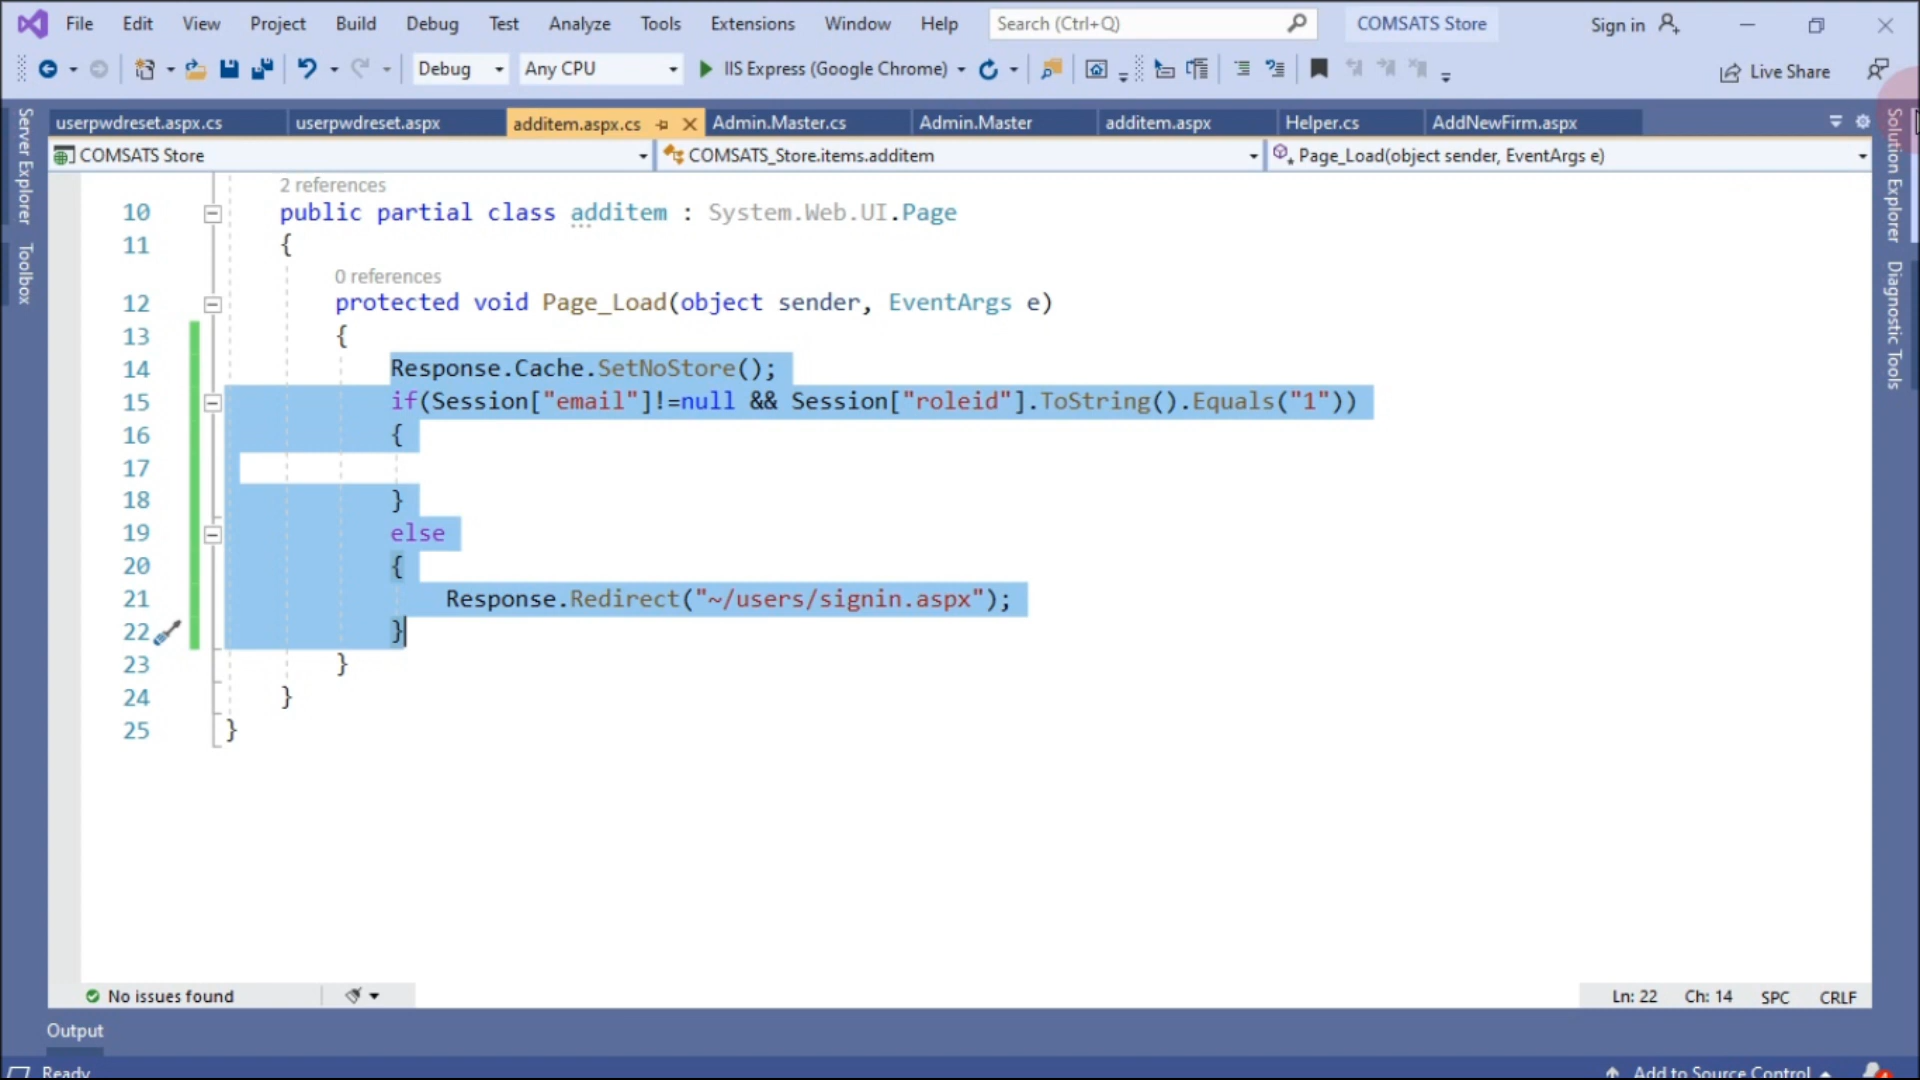 File Edit View Project Build Debug Test Analyze Tools Extensions Window Help Search (Ctrl+Q) COMSATS Store Sign in
Debug Any CPU IIS Express (Google Chrome) Live Share
userpwdreset.aspx.cs userpwdreset.aspx additem.aspx.cs Admin.Master.cs Admin.Master additem.aspx Helper.cs AddNewFirm.aspx
COMSATS Store COMSATS_Store.items.additem Page_Load(object sender, EventArgs e)
Server Explorer
Toolbox
Solution Explorer
Diagnostic Tools
2 references
10 public partial class additem : System.Web.UI.Page
11 {
0 references
12 protected void Page_Load(object sender, EventArgs e)
13 {
14 Response.Cache.SetNoStore();
15 if(Session["email"]!=null && Session["roleid"].ToString().Equals("1"))
16 {
17
18 }
19 else
20 {
21 Response.Redirect("~/users/signin.aspx");
22 }
23 }
24 }
25 }
No issues found Ln: 22 Ch: 14 SPC CRLF
Output
Ready Add to Source Control